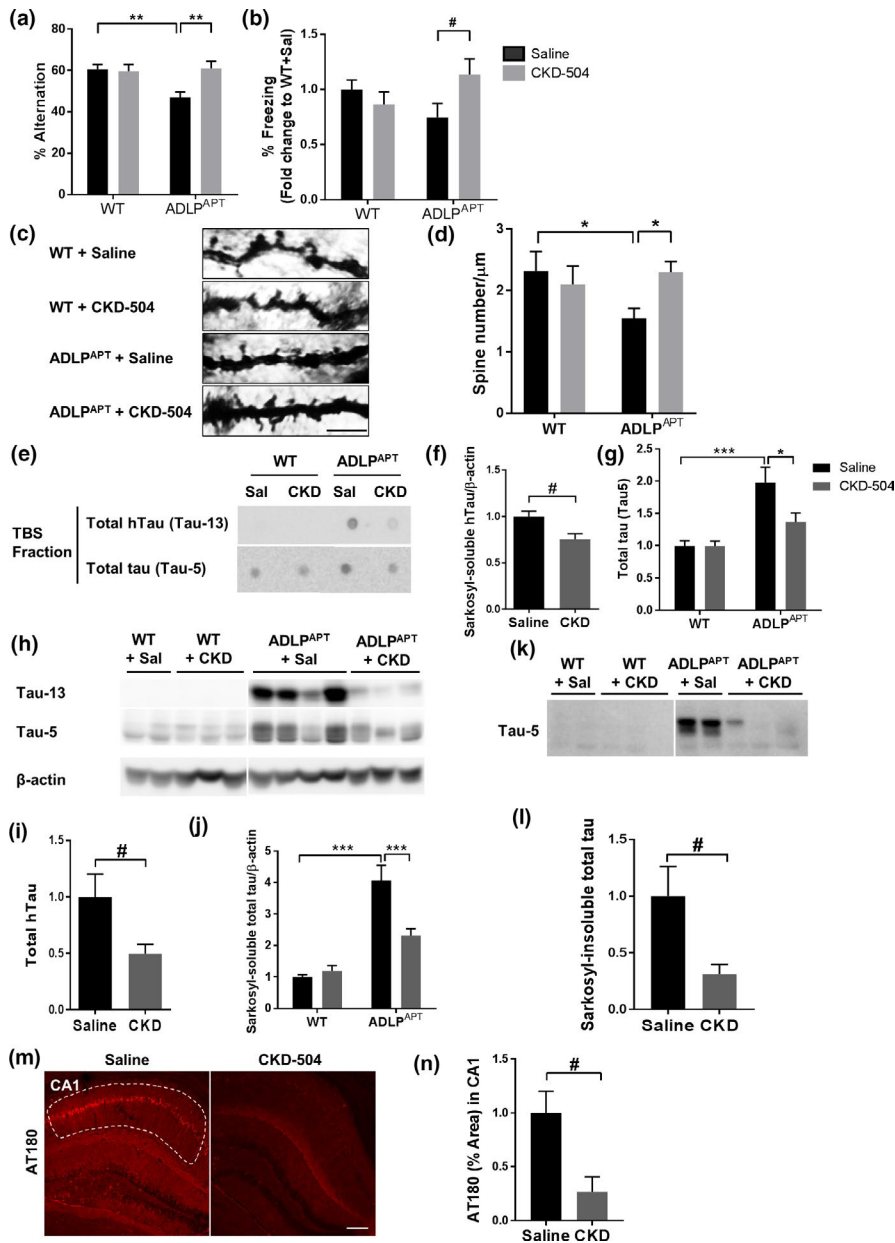 (a)
% Alternation
80
60
40
20
0
WT
ADLP^APT
**
**
(b)
% Freezing
(Fold change to WT+Sal)
1.5
1.0
0.5
0.0
WT
ADLP^APT
#
Saline
CKD-504
(c)
WT + Saline
WT + CKD-504
ADLP^APT + Saline
ADLP^APT + CKD-504
(d)
Spine number/μm
3
2
1
0
WT
ADLP^APT
*
*
(e)
WT
ADLP^APT
Sal CKD Sal CKD
TBS
Fraction
Total hTau (Tau-13)
Total tau (Tau-5)
(f)
Sarkosyl-soluble hTau/β-actin
1.5
1.0
0.5
0.0
#
Saline CKD
(g)
Total tau (Tau5)
2.5
2.0
1.5
1.0
0.5
0.0
WT
ADLP^APT
***
*
Saline
CKD-504
(h)
WT
+ Sal
WT
+ CKD
ADLP^APT
+ Sal
ADLP^APT
+ CKD
Tau-13
Tau-5
β-actin
(k)
WT
+ Sal
WT
+ CKD
ADLP^APT
+ Sal
ADLP^APT
+ CKD
Tau-5
(i)
Total hTau
1.5
1.0
0.5
0.0
#
Saline CKD
(j)
Sarkosyl-soluble total tau/β-actin
5
4
3
2
1
0
WT
ADLP^APT
***
***
(l)
Sarkosyl-insoluble total tau
1.5
1.0
0.5
0.0
#
Saline CKD
(m)
Saline
CKD-504
CA1
AT180
(n)
AT180 (% Area) in CA1
1.5
1.0
0.5
0.0
#
Saline CKD